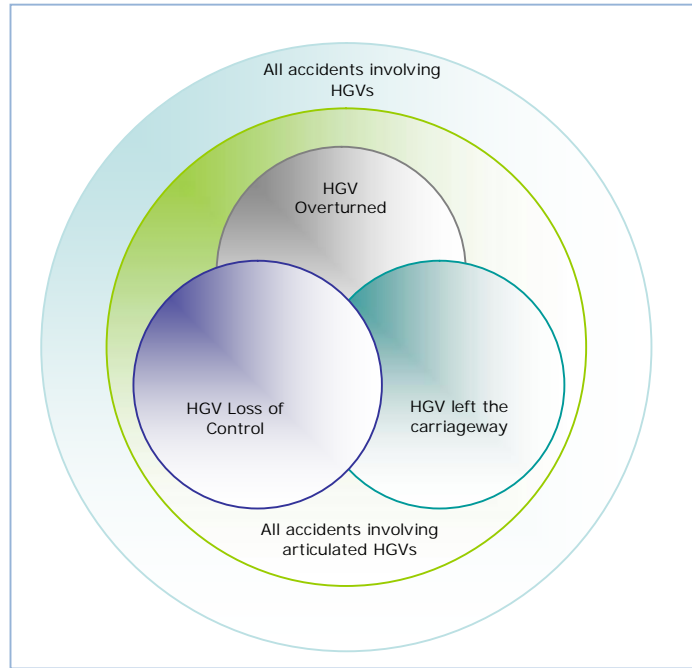 All accidents involving
HGVs
HGV
Overturned
HGV Loss of
Control
HGV left the
carriageway
All accidents involving
articulated HGVs